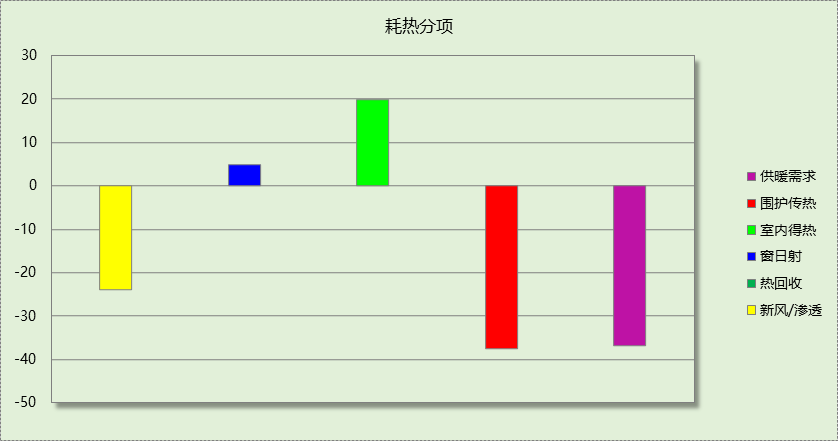 耗热分项
30
20
10
0
-10
-20
-30
-40
-50
供暖需求
围护传热
室内得热
窗日射
热回收
新风/渗透